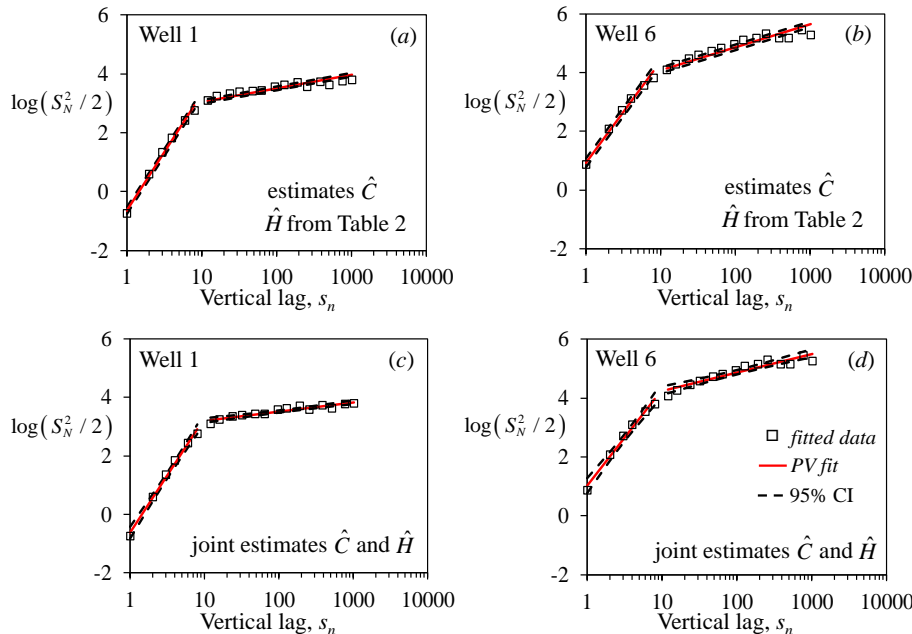 Well 1
(a)
6
4
2
0
-2
log(S_N^2 / 2)
estimates Ĉ
Ĥ from Table 2
1 10 100 1000 10000
Vertical lag, s_n
Well 6
(b)
6
4
2
0
-2
log(S_N^2 / 2)
estimates Ĉ
Ĥ from Table 2
1 10 100 1000 10000
Vertical lag, s_n
Well 1
(c)
6
4
2
0
-2
log(S_N^2 / 2)
joint estimates Ĉ and Ĥ
1 10 100 1000 10000
Vertical lag, s_n
Well 6
(d)
6
4
2
0
-2
log(S_N^2 / 2)
fitted data
PV fit
95% CI
joint estimates Ĉ and Ĥ
1 10 100 1000 10000
Vertical lag, s_n